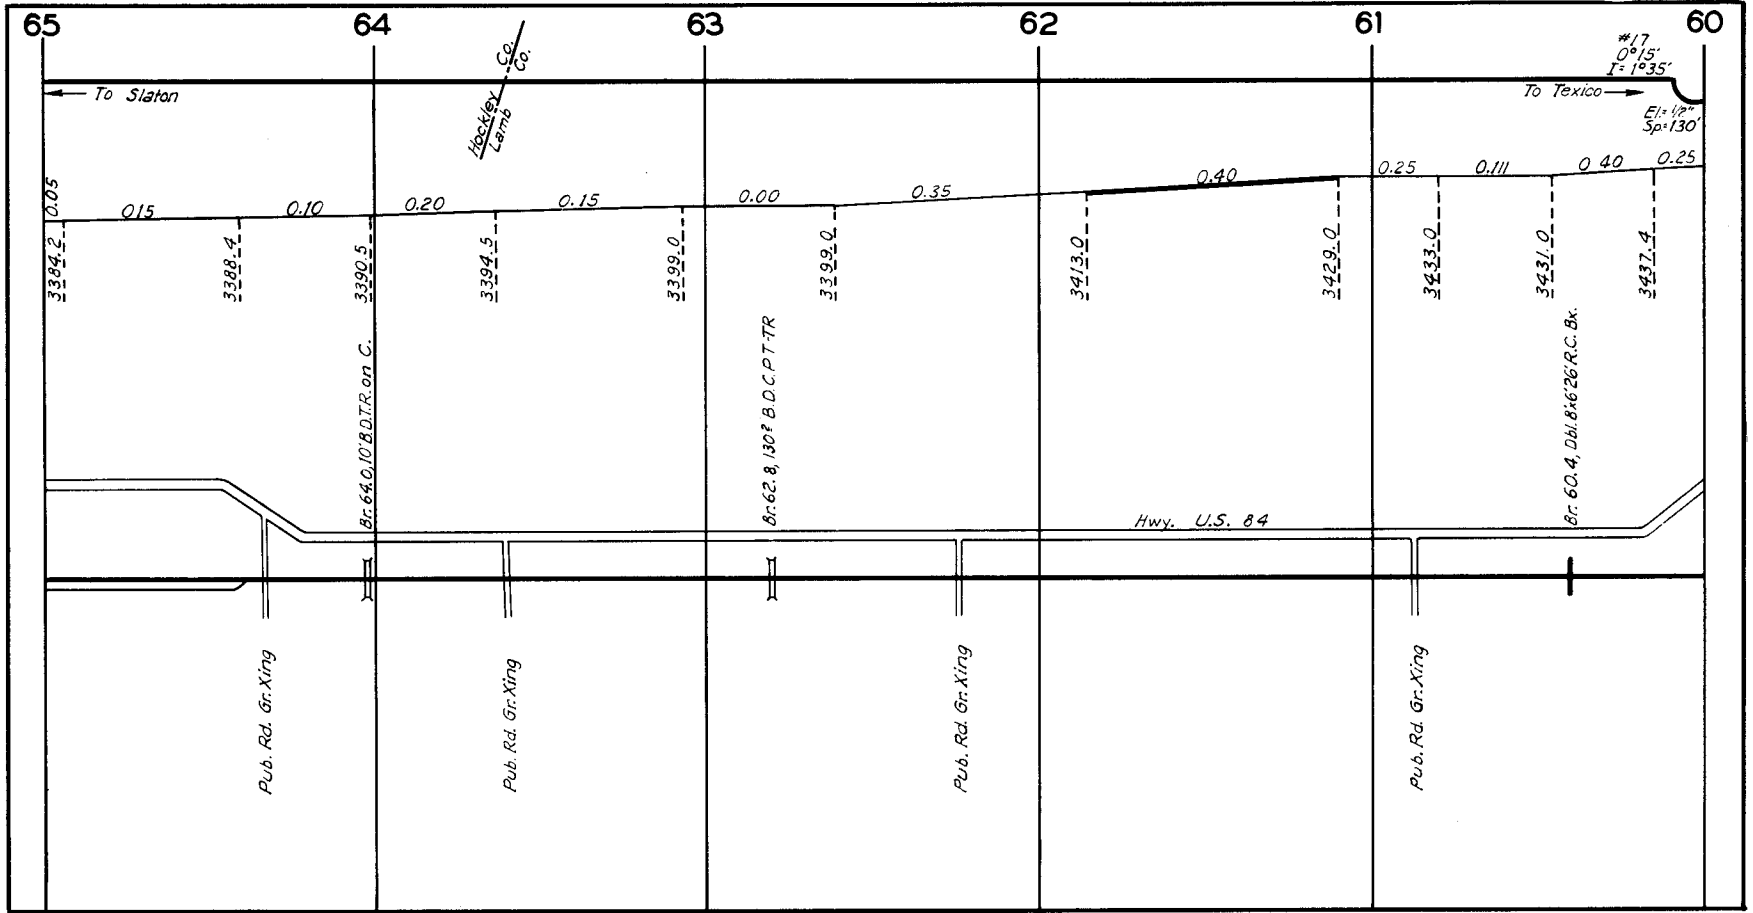 65 64 63 62 61 60
Hockley Co.
Lamb Co.
#17
0°15'
I= 1°35'
To Slaton
To Texico
El= 1/2"
Sp=130'
0.05 015 0.10 0.20 0.15 0.00 0.35 0.40 0.25 0.111 0 40 0.25
3384.2 3388.4 3390.5 3394.5 3399.0 3399.0 3413.0 3429.0 3433.0 3431.0 3437.4
Br. 64.0, 10' B.D.T.R. on C.
Br. 62.8, 130' B.D.C.P T-TR
Br. 60.4, Dbl. 8'x6'26' R.C. Bx.
Hwy. U.S. 84
Pub. Rd. Gr. Xing
Pub. Rd. Gr. Xing
Pub. Rd. Gr. Xing
Pub. Rd. Gr. Xing